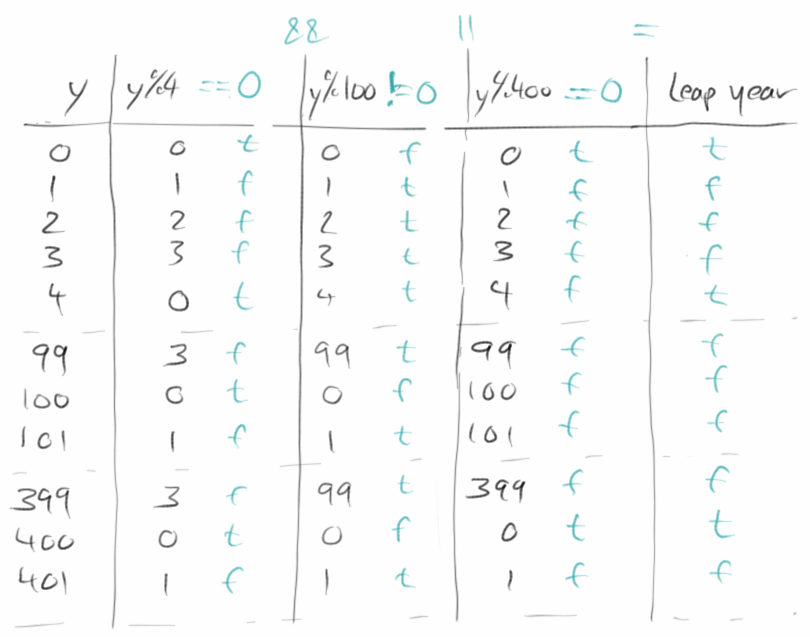 && || =
y y%4 ==0 y%100 !=0 y%400 ==0 leap year
0 0 t 0 f 0 t t
1 1 f 1 t 1 f f
2 2 f 2 t 2 f f
3 3 f 3 t 3 f f
4 0 t 4 t 4 f t
99 3 f 99 t 99 f f
100 0 t 0 f 100 f f
101 1 f 1 t 101 f f
399 3 f 99 t 399 f f
400 0 t 0 f 0 t t
401 1 f 1 t 1 f f